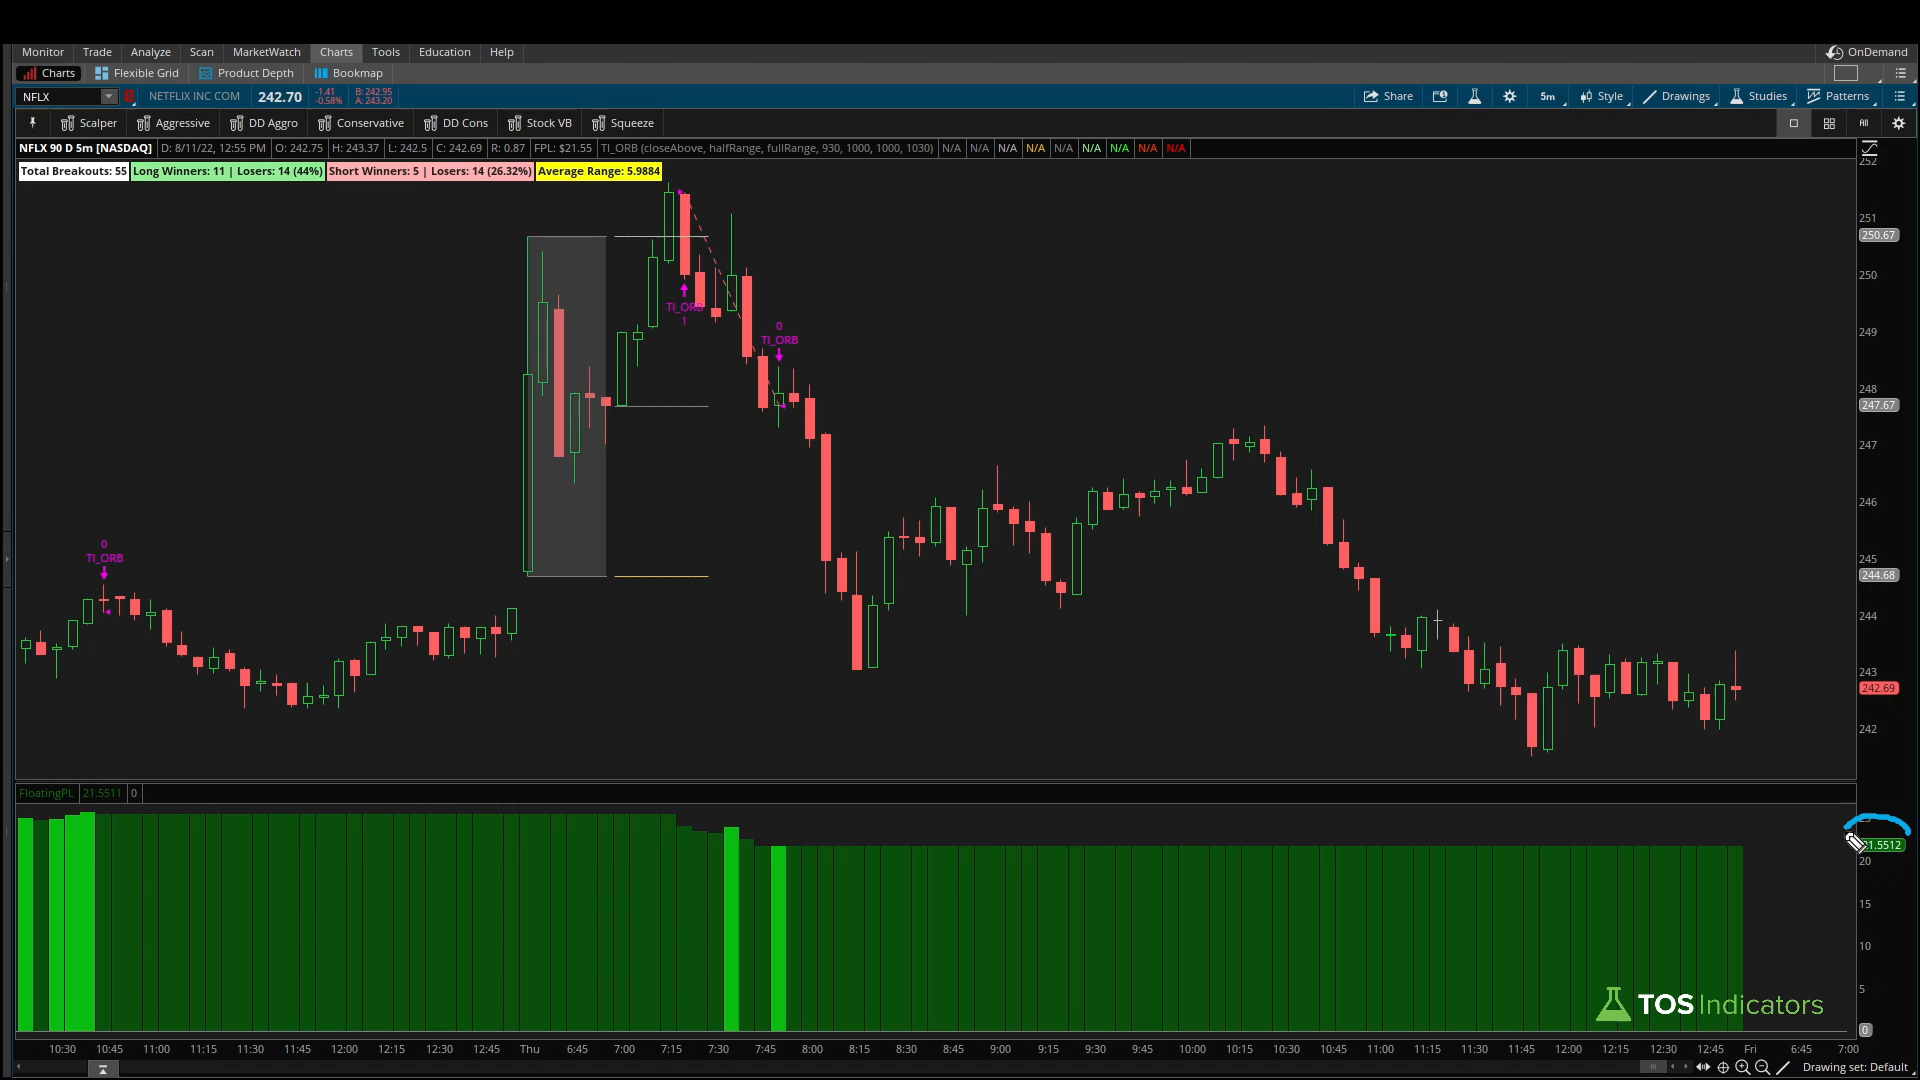 Monitor Trade Analyze Scan MarketWatch Charts Tools Education Help OnDemand
Charts Flexible Grid Product Depth Bookmap
NFLX NETFLIX INC COM 242.70 -1.41 -0.58% B: 242.95 A: 243.20 Share 5m Style Drawings Studies Patterns
Scalper Aggressive DD Aggro Conservative DD Cons Stock VB Squeeze All
NFLX 90 D 5m [NASDAQ] D: 8/11/22, 12:55 PM O: 242.75 H: 243.37 L: 242.5 C: 242.69 R: 0.87 FPL: $21.55 TI_ORB (closeAbove, halfRange, fullRange, 930, 1000, 1000, 1030) N/A N/A N/A N/A N/A N/A N/A N/A N/A
Total Breakouts: 55 Long Winners: 11 | Losers: 14 (44%) Short Winners: 5 | Losers: 14 (26.32%) Average Range: 5.9884
252
251
250.67
250
TI_ORB
1
0
TI_ORB
249
248
247.67
247
246
0
TI_ORB
245
244.68
244
243
242.69
242
FloatingPL 21.5511 0
20
15
10
5
0
TOS Indicators
10:30 10:45 11:00 11:15 11:30 11:45 12:00 12:15 12:30 12:45 Thu 6:45 7:00 7:15 7:30 7:45 8:00 8:15 8:30 8:45 9:00 9:15 9:30 9:45 10:00 10:15 10:30 10:45 11:00 11:15 11:30 11:45 12:00 12:15 12:30 12:45 Fri 6:45 7:00
Drawing set: Default